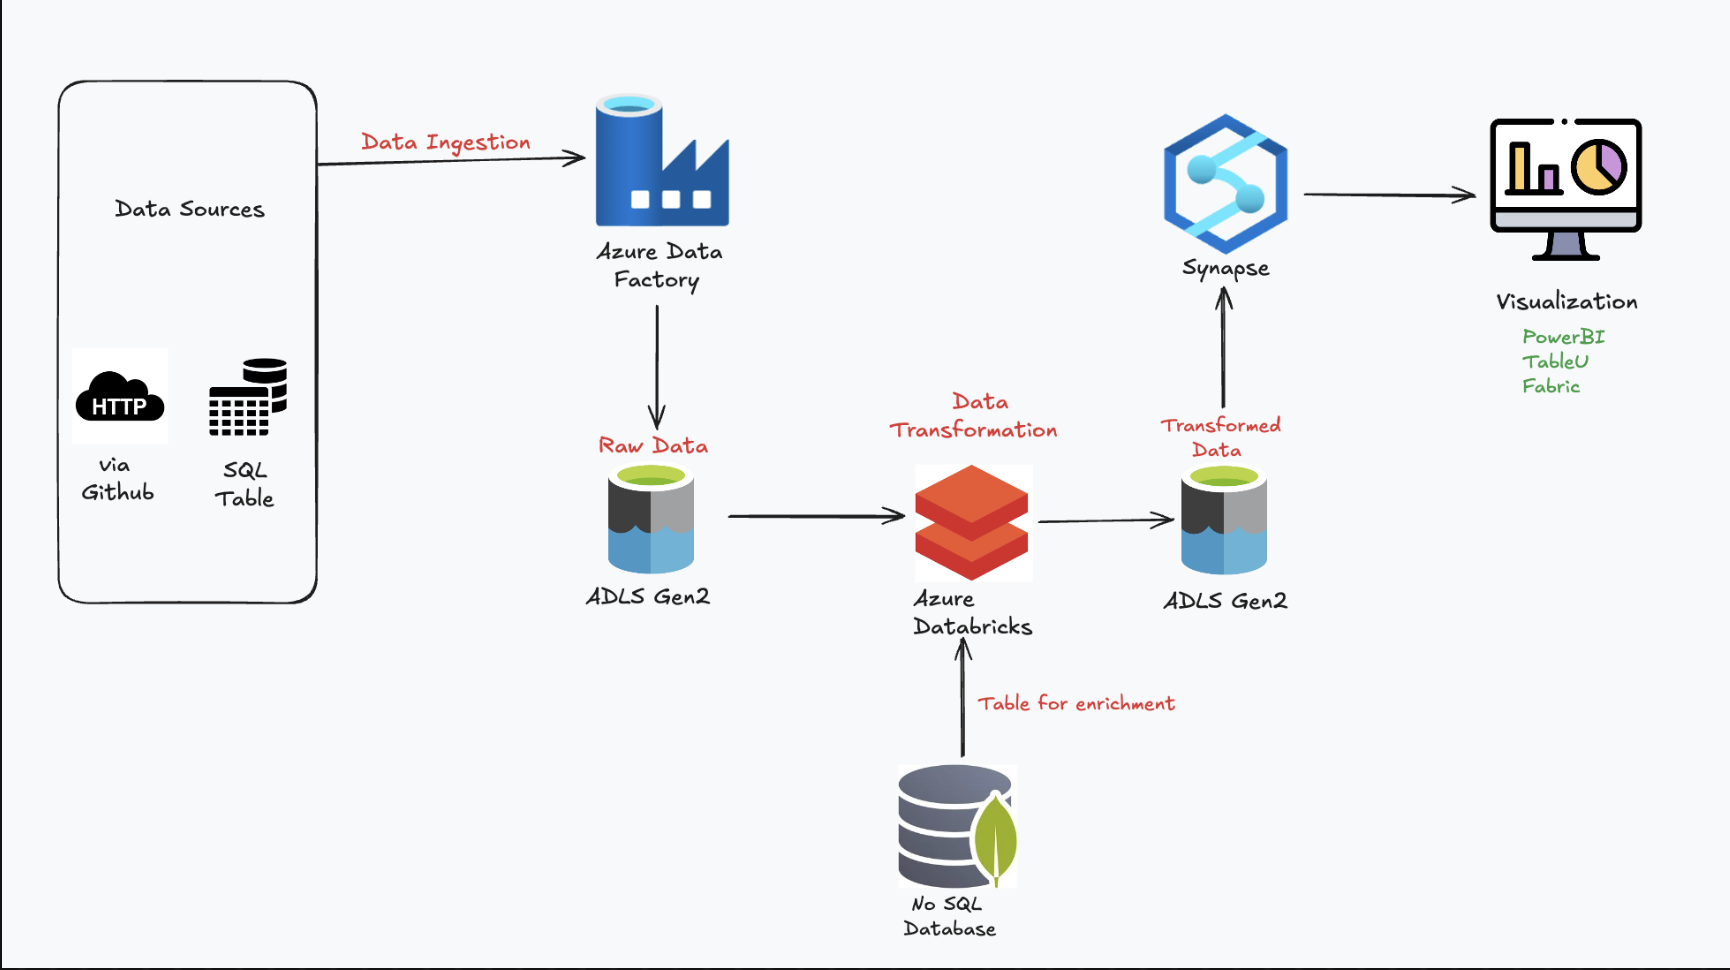 Data Sources
HTTP
via
Github
SQL
Table
Data Ingestion
Azure Data
Factory
Raw Data
ADLS Gen2
Data
Transformation
Azure
Databricks
Table for enrichment
No SQL
Database
Transformed
Data
ADLS Gen2
Synapse
Visualization
PowerBI
TableU
Fabric